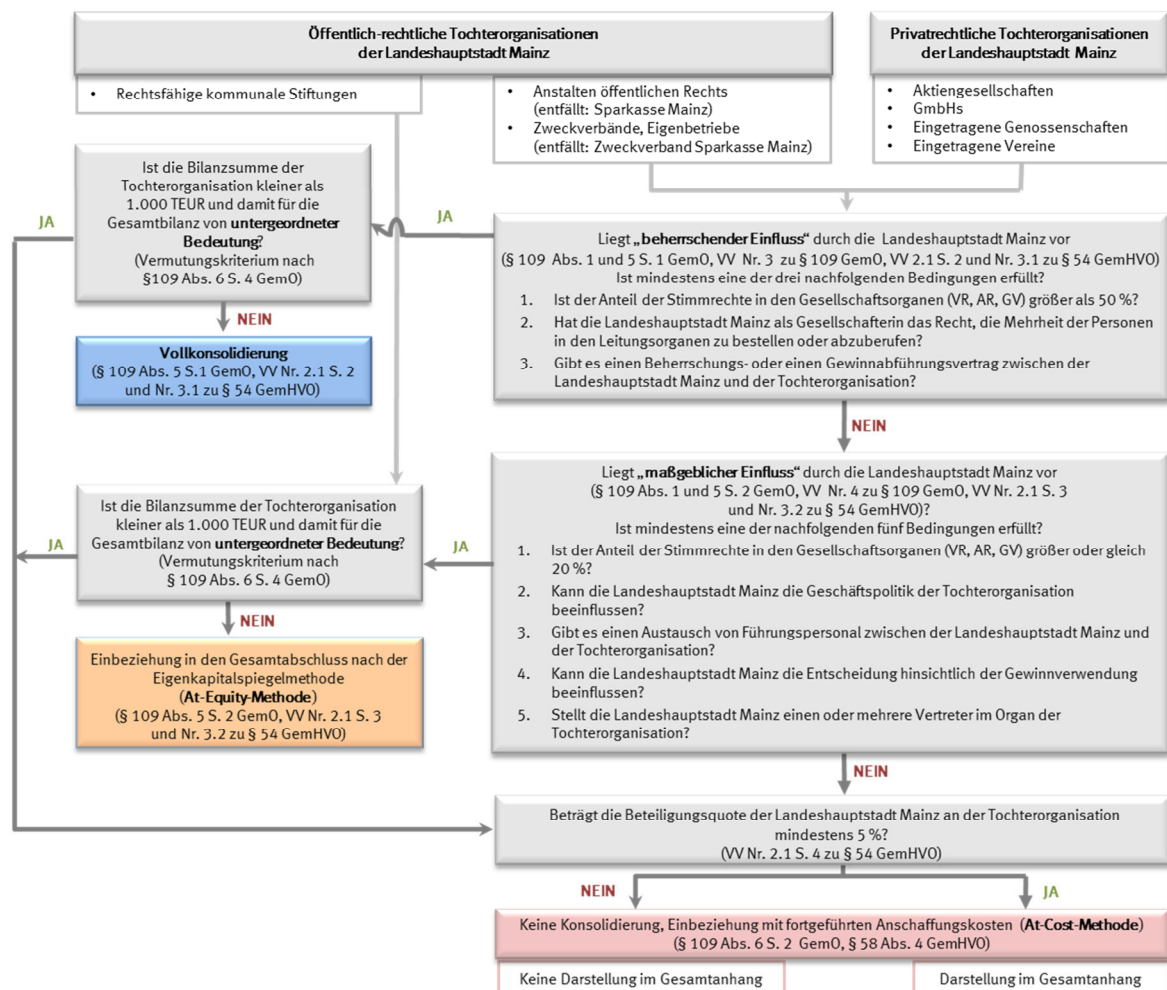 Öffentlich-rechtliche Tochterorganisationen
der Landeshauptstadt Mainz
Privatrechtliche Tochterorganisationen
der Landeshauptstadt Mainz
• Rechtsfähige kommunale Stiftungen
• Anstalten öffentlichen Rechts
(entfällt: Sparkasse Mainz)
• Zweckverbände, Eigenbetriebe
(entfällt: Zweckverband Sparkasse Mainz)
• Aktiengesellschaften
• GmbHs
• Eingetragene Genossenschaften
• Eingetragene Vereine
Ist die Bilanzsumme der
Tochterorganisation kleiner als
1.000 TEUR und damit für die
Gesamtbilanz von untergeordneter
Bedeutung?
(Vermutungskriterium nach
§109 Abs. 6 S. 4 GemO)
JA
JA
NEIN
Vollkonsolidierung
(§ 109 Abs. 5 S.1 GemO, VV Nr. 2.1 S. 2
und Nr. 3.1 zu § 54 GemHVO)
Liegt „beherrschender Einfluss“ durch die Landeshauptstadt Mainz vor
(§ 109 Abs. 1 und 5 S. 1 GemO, VV Nr. 3 zu § 109 GemO, VV 2.1 S. 2 und Nr. 3.1 zu § 54 GemHVO)
Ist mindestens eine der drei nachfolgenden Bedingungen erfüllt?
1. Ist der Anteil der Stimmrechte in den Gesellschaftsorganen (VR, AR, GV) größer als 50 %?
2. Hat die Landeshauptstadt Mainz als Gesellschafterin das Recht, die Mehrheit der Personen
in den Leitungsorganen zu bestellen oder abzuberufen?
3. Gibt es einen Beherrschungs- oder einen Gewinnabführungsvertrag zwischen der
Landeshauptstadt Mainz und der Tochterorganisation?
NEIN
Ist die Bilanzsumme der Tochterorganisation
kleiner als 1.000 TEUR und damit für die
Gesamtbilanz von untergeordneter Bedeutung?
(Vermutungskriterium nach
§ 109 Abs. 6 S. 4 GemO)
JA
JA
NEIN
Einbeziehung in den Gesamtabschluss nach der
Eigenkapitalspiegelmethode
(At-Equity-Methode)
(§ 109 Abs. 5 S. 2 GemO, VV Nr. 2.1 S. 3
und Nr. 3.2 zu § 54 GemHVO)
Liegt „maßgeblicher Einfluss“ durch die Landeshauptstadt Mainz vor
(§ 109 Abs. 1 und 5 S. 2 GemO, VV Nr. 4 zu § 109 GemO, VV Nr. 2.1 S. 3
und Nr. 3.2 zu § 54 GemHVO)?
Ist mindestens eine der nachfolgenden fünf Bedingungen erfüllt?
1. Ist der Anteil der Stimmrechte in den Gesellschaftsorganen (VR, AR, GV) größer oder gleich
20 %?
2. Kann die Landeshauptstadt Mainz die Geschäftspolitik der Tochterorganisation
beeinflussen?
3. Gibt es einen Austausch von Führungspersonal zwischen der Landeshauptstadt Mainz und
der Tochterorganisation?
4. Kann die Landeshauptstadt Mainz die Entscheidung hinsichtlich der Gewinnverwendung
beeinflussen?
5. Stellt die Landeshauptstadt Mainz einen oder mehrere Vertreter im Organ der
Tochterorganisation?
NEIN
Beträgt die Beteiligungsquote der Landeshauptstadt Mainz an der Tochterorganisation
mindestens 5 %?
(VV Nr. 2.1 S. 4 zu § 54 GemHVO)
NEIN
JA
Keine Konsolidierung, Einbeziehung mit fortgeführten Anschaffungskosten (At-Cost-Methode)
(§ 109 Abs. 6 S. 2 GemO, § 58 Abs. 4 GemHVO)
Keine Darstellung im Gesamtanhang
Darstellung im Gesamtanhang